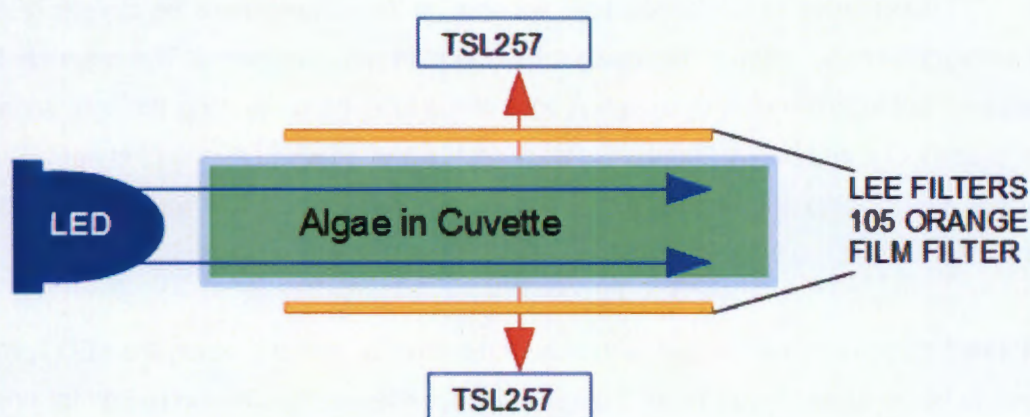 TSL257
LED
Algae in Cuvette
LEE FILTERS
105 ORANGE
FILM FILTER
TSL257